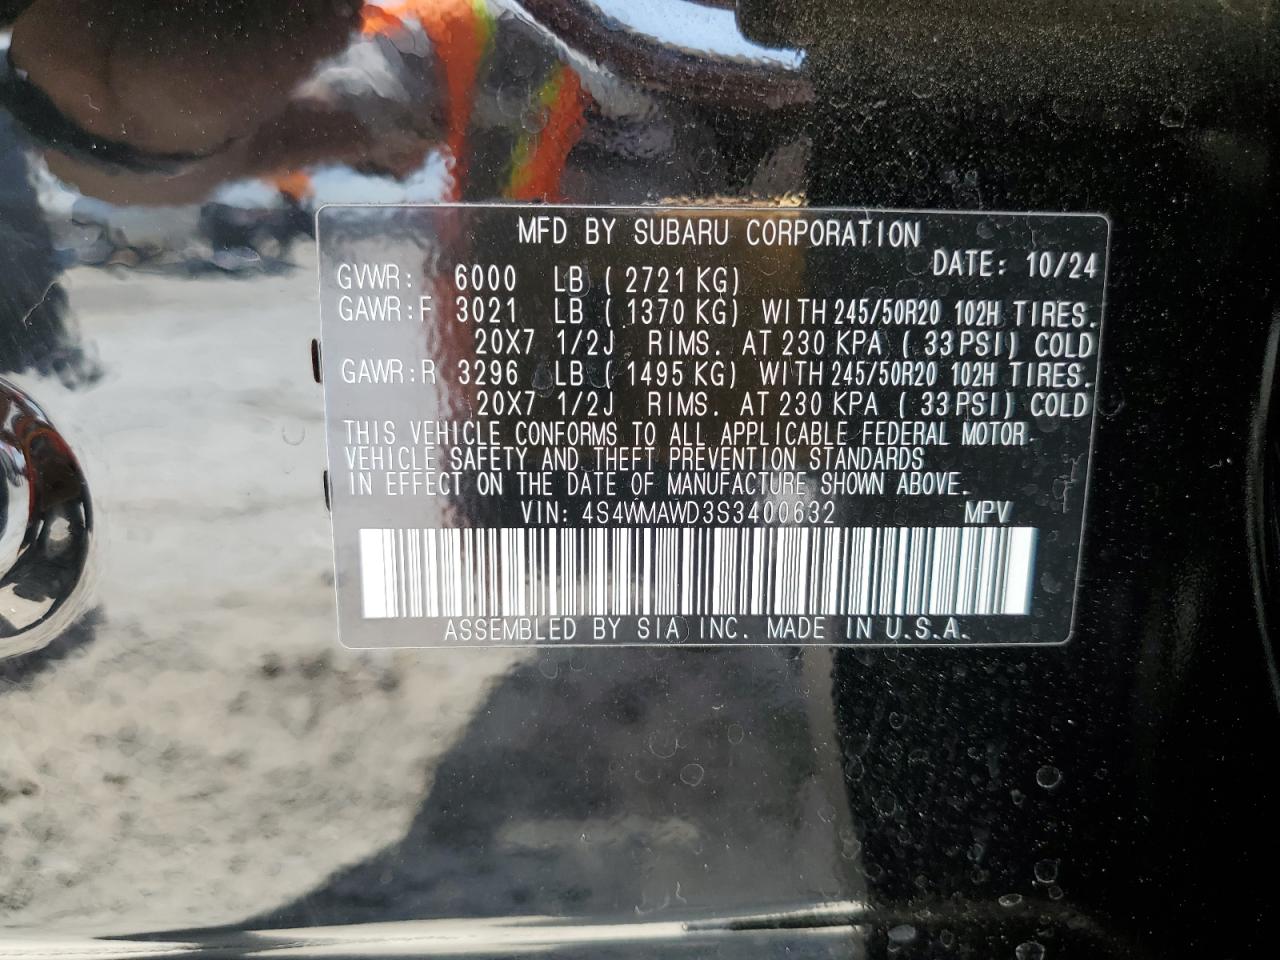 MFD BY SUBARU CORPORATION
DATE: 10/24
GVWR: 6000 LB ( 2721 KG)
GAWR:F 3021 LB ( 1370 KG) WITH 245/50R20 102H TIRES.
20X7 1/2J RIMS. AT 230 KPA ( 33 PSI) COLD
GAWR:R 3296 LB ( 1495 KG) WITH 245/50R20 102H TIRES.
20X7 1/2J RIMS. AT 230 KPA ( 33 PSI) COLD
THIS VEHICLE CONFORMS TO ALL APPLICABLE FEDERAL MOTOR
VEHICLE SAFETY AND THEFT PREVENTION STANDARDS
IN EFFECT ON THE DATE OF MANUFACTURE SHOWN ABOVE.
VIN: 4S4WMAWD3S3400632 MPV
ASSEMBLED BY SIA INC. MADE IN U.S.A.